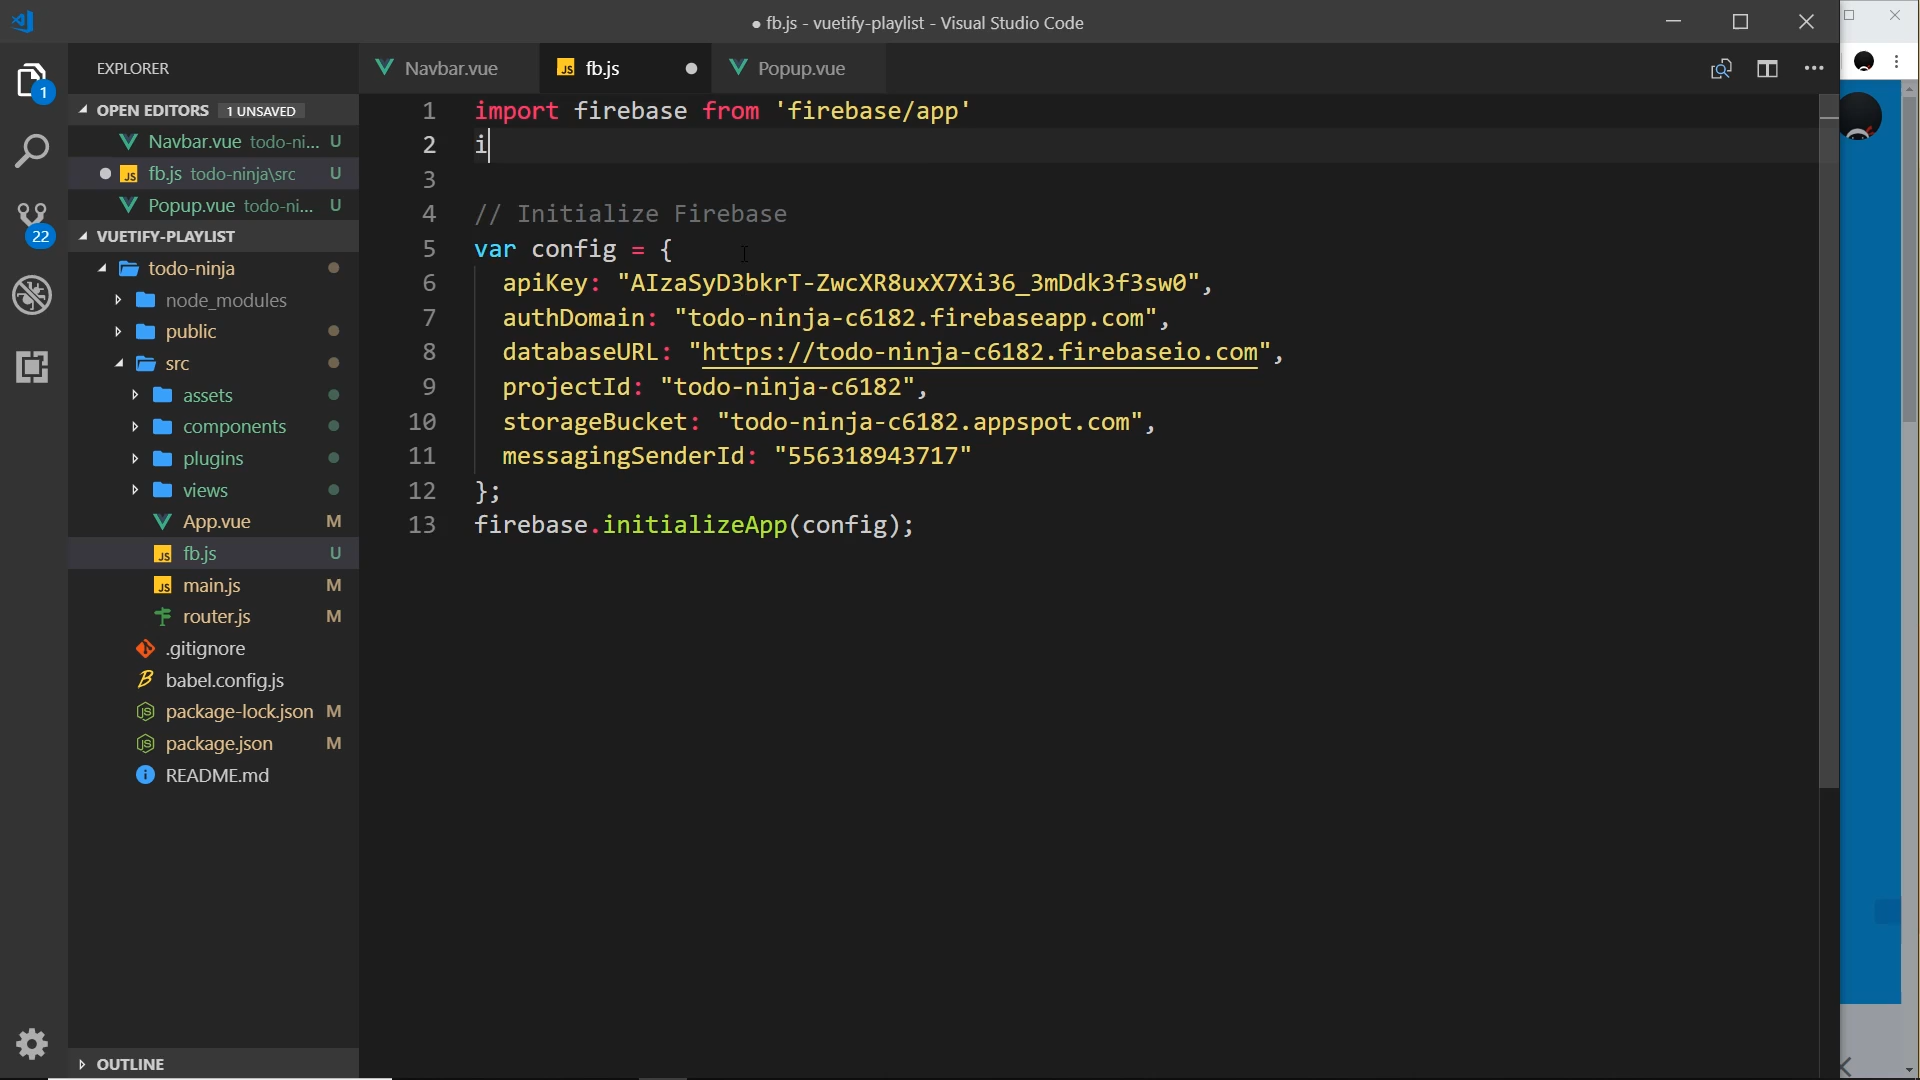 ● fb.js - vuetify-playlist - Visual Studio Code
EXPLORER
Navbar.vue
JS fb.js
Popup.vue
OPEN EDITORS 1 UNSAVED
Navbar.vue todo-ni... U
JS fb.js todo-ninja\src U
Popup.vue todo-ni... U
VUETIFY-PLAYLIST
todo-ninja
node_modules
public
src
assets
components
plugins
views
App.vue M
JS fb.js U
JS main.js M
router.js M
.gitignore
babel.config.js
package-lock.json M
package.json M
README.md
OUTLINE
1
22
1 import firebase from 'firebase/app'
2 i
3
4 // Initialize Firebase
5 var config = {
6 apiKey: "AIzaSyD3bkrT-ZwcXR8uxX7Xi36_3mDdk3f3sw0",
7 authDomain: "todo-ninja-c6182.firebaseapp.com",
8 databaseURL: "https://todo-ninja-c6182.firebaseio.com",
9 projectId: "todo-ninja-c6182",
10 storageBucket: "todo-ninja-c6182.appspot.com",
11 messagingSenderId: "556318943717"
12 };
13 firebase.initializeApp(config);